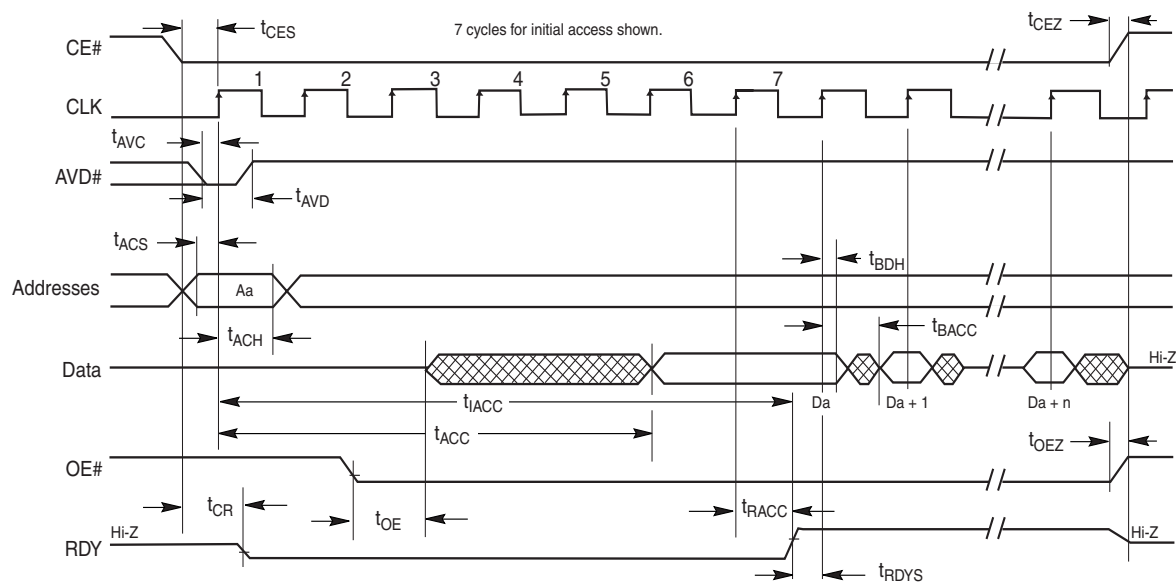 tCES
7 cycles for initial access shown.
tCEZ
CE#
1 2 3 4 5 6 7
CLK
tAVC
AVD#
tAVD
tACS
tBDH
Addresses
Aa
tACH
tBACC
Data
Hi-Z
tIACC
Da
Da + 1
Da + n
tACC
tOEZ
OE#
tCR
tOE
tRACC
Hi-Z
Hi-Z
RDY
tRDYS